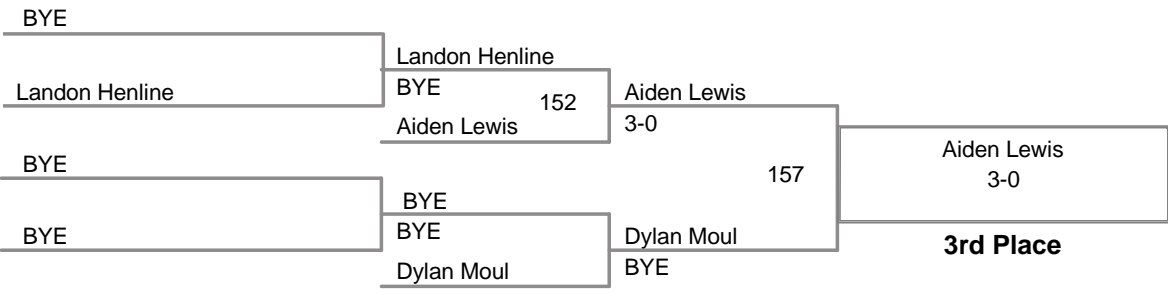 BYE
Landon Henline
Landon Henline
BYE
152
Aiden Lewis
Aiden Lewis
3-0
BYE
BYE
BYE
BYE
Dylan Moul
157
Dylan Moul
BYE
Aiden Lewis
3-0
3rd Place